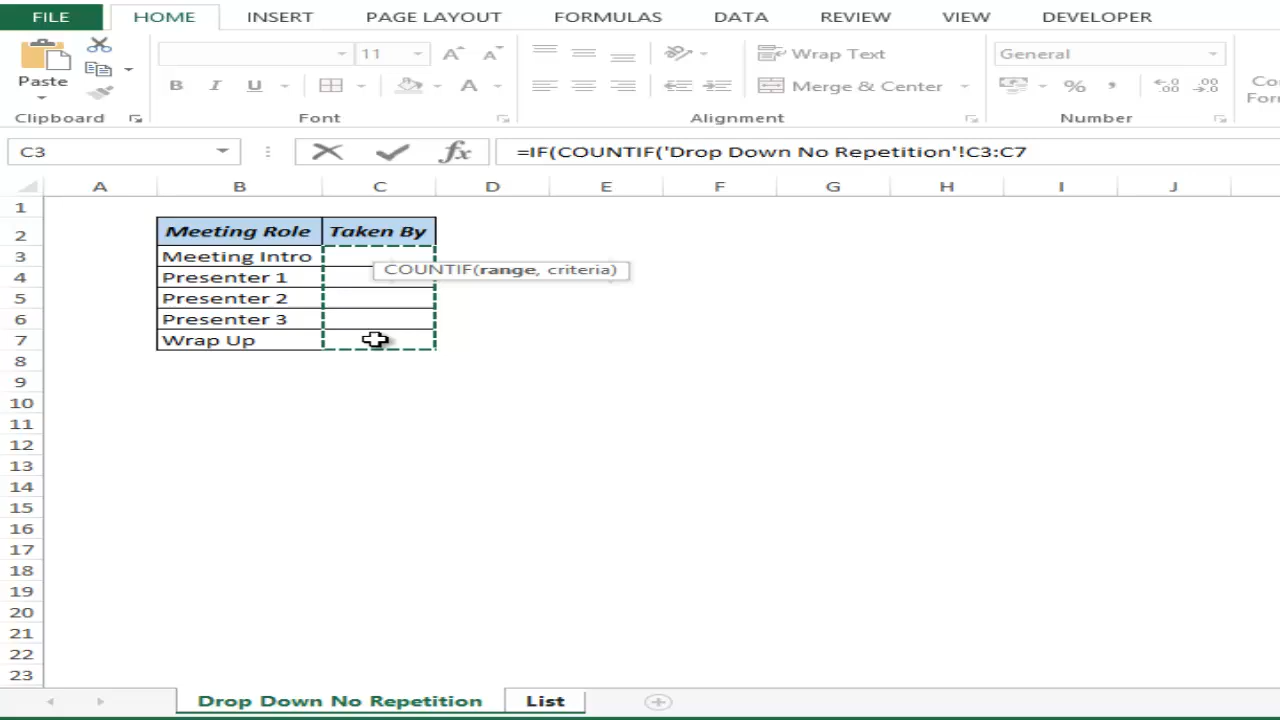 FILE HOME INSERT PAGE LAYOUT FORMULAS DATA REVIEW VIEW DEVELOPER
Paste 11 A A Wrap Text General
B I U A Merge & Center % , .00
Clipboard Font Alignment Number
C3 fx =IF(COUNTIF('Drop Down No Repetition'!C3:C7
A B C D E F G H I J
1
2 Meeting Role Taken By
3 Meeting Intro
COUNTIF(range, criteria)
4 Presenter 1
5 Presenter 2
6 Presenter 3
7 Wrap Up
8
9
10
11
12
13
14
15
16
17
18
19
20
21
22
23
Drop Down No Repetition List